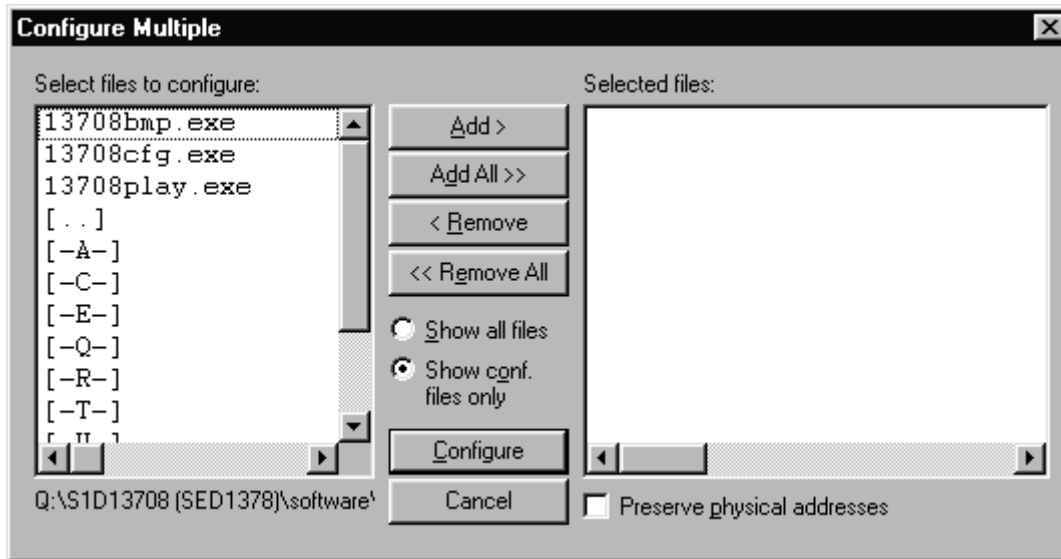 Configure Multiple
Select files to configure:
13708bmp.exe
13708cfg.exe
13708play.exe
[..]
[-A-]
[-C-]
[-E-]
[-Q-]
[-R-]
[-T-]
Q:\S1D13708 (SED1378)\software\
Add >
Add All >>
< Remove
<< Remove All
Show all files
Show conf.
files only
Configure
Cancel
Selected files:
Preserve physical addresses